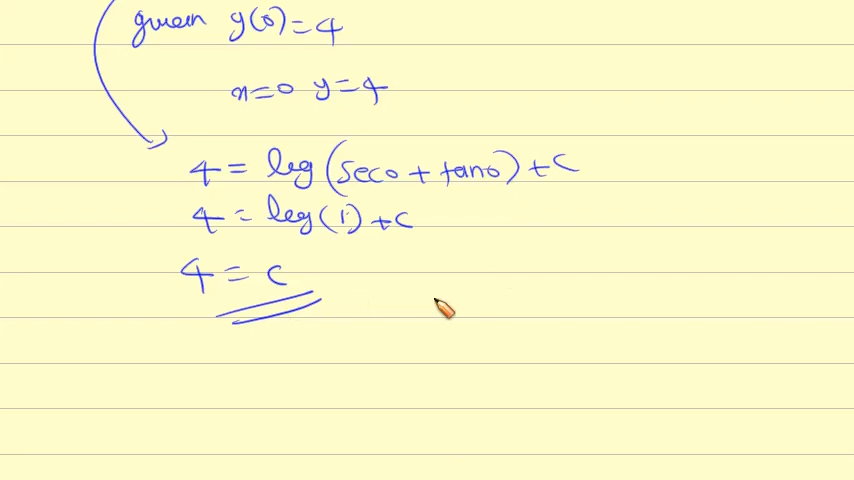 given y(0)=4
x=0 y=4
4 = log(sec0 + tan0) + c
4 = log(1) + c
4 = c